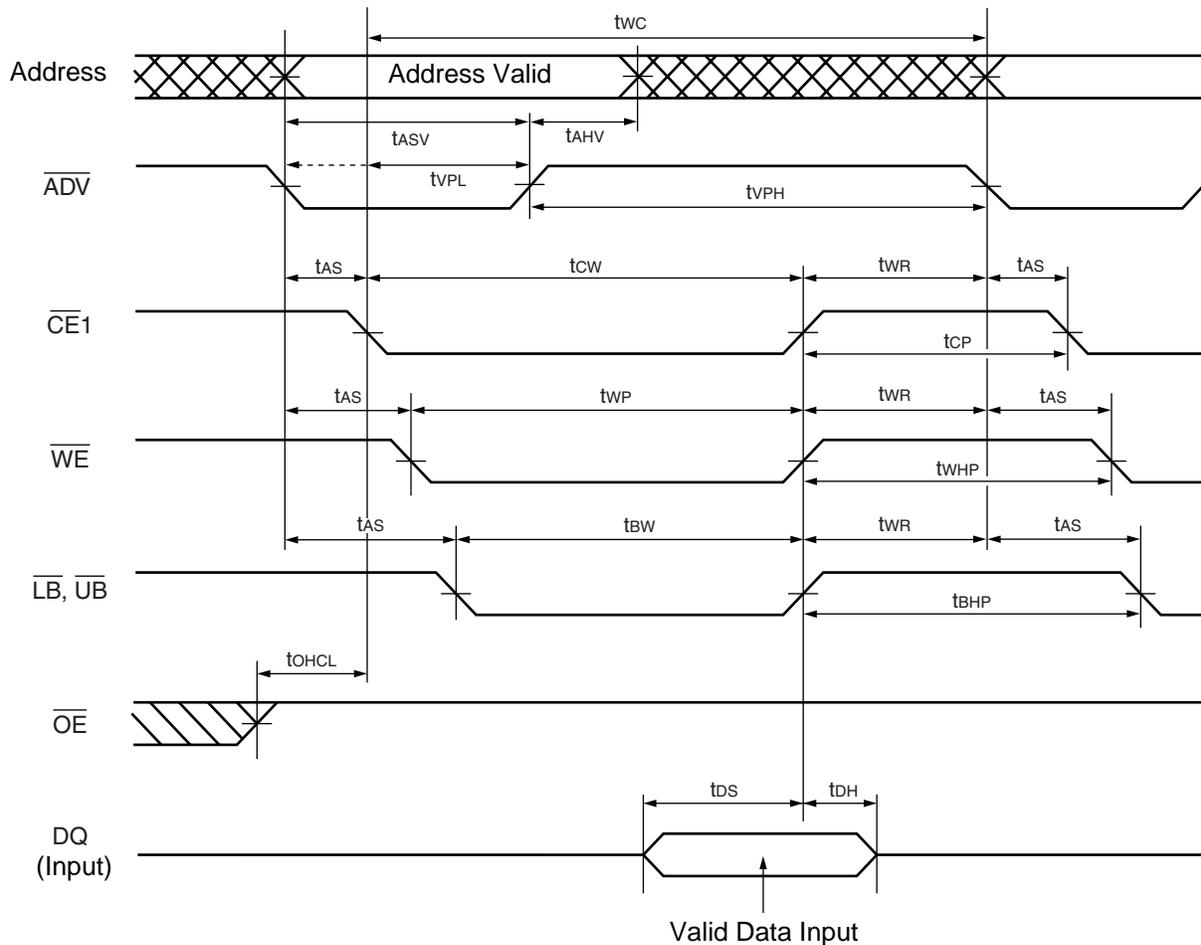 tWC
Address
Address Valid
tASV
tAHV
ADV
tVPL
tVPH
tAS
tCW
tWR
tAS
CE1
tCP
tAS
tWP
tWR
tAS
WE
tWHP
tAS
tBW
tWR
tAS
LB, UB
tBHP
tOHCL
OE
tDS
tDH
DQ
(Input)
Valid Data Input